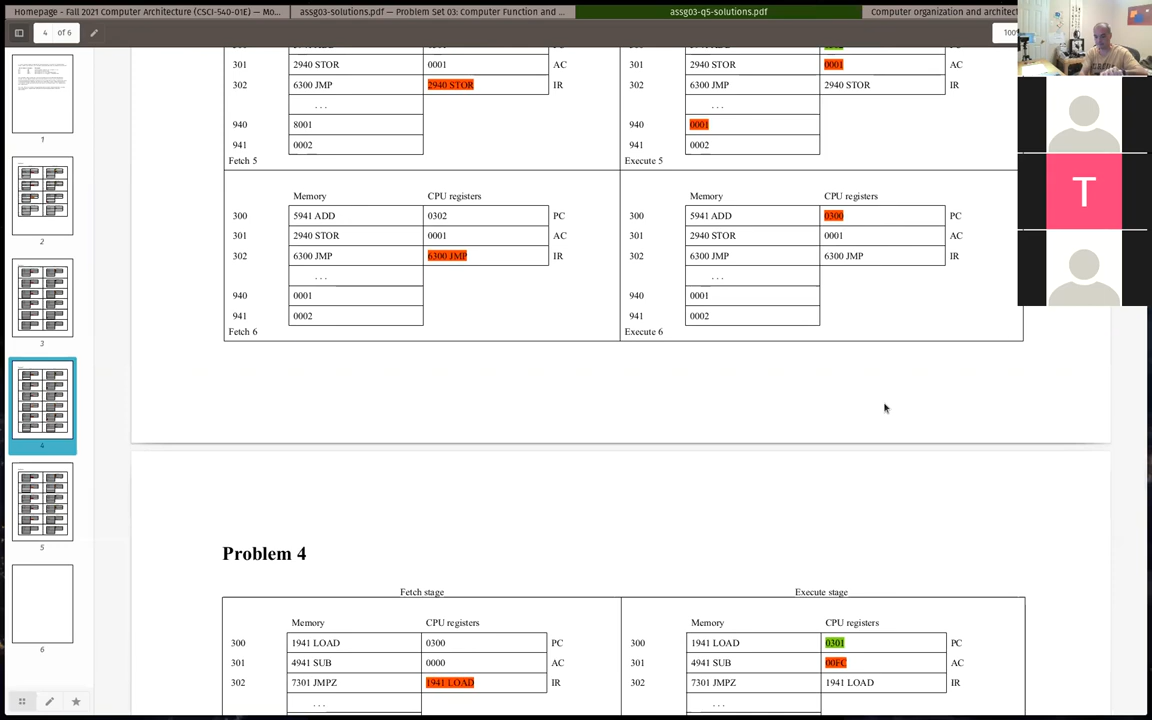 Homepage - Fall 2021 Computer Architecture (CSCI-540-01E) — Mo...
assg03-solutions.pdf — Problem Set 03: Computer Function and ...
assg03-q5-solutions.pdf
Computer organization and architect
4 of 6
100%
301 2940 STOR 0001 AC
302 6300 JMP 2940 STOR IR
. . .
940 8001
941 0002
Fetch 5
301 2940 STOR 0001 AC
302 6300 JMP 2940 STOR IR
. . .
940 0001
941 0002
Execute 5
Memory CPU registers
300 5941 ADD 0302 PC
301 2940 STOR 0001 AC
302 6300 JMP 6300 JMP IR
. . .
940 0001
941 0002
Fetch 6
Memory CPU registers
300 5941 ADD 0300 PC
301 2940 STOR 0001 AC
302 6300 JMP 6300 JMP IR
. . .
940 0001
941 0002
Execute 6
Problem 4
Fetch stage
Memory CPU registers
300 1941 LOAD 0300 PC
301 4941 SUB 0000 AC
302 7301 JMPZ 1941 LOAD IR
. . .
Execute stage
Memory CPU registers
300 1941 LOAD 0301 PC
301 4941 SUB 00FC AC
302 7301 JMPZ 1941 LOAD IR
. . .
1
2
3
4
5
6
T